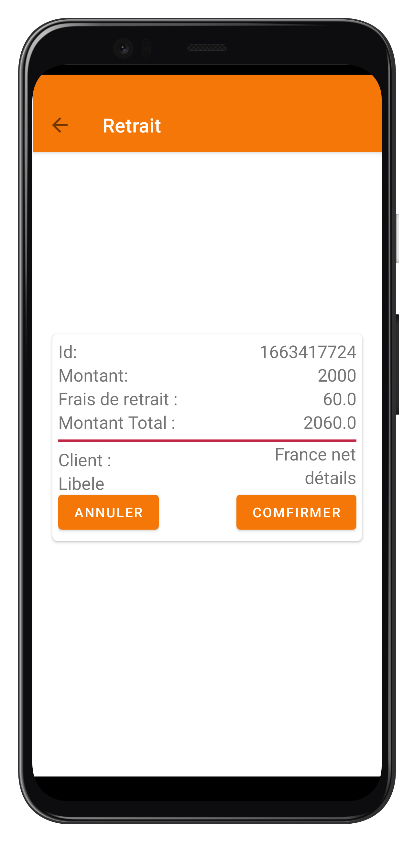 Retrait
Id: 1663417724
Montant: 2000
Frais de retrait : 60.0
Montant Total : 2060.0
Client : France net
Libele détails
ANNULER COMFIRMER